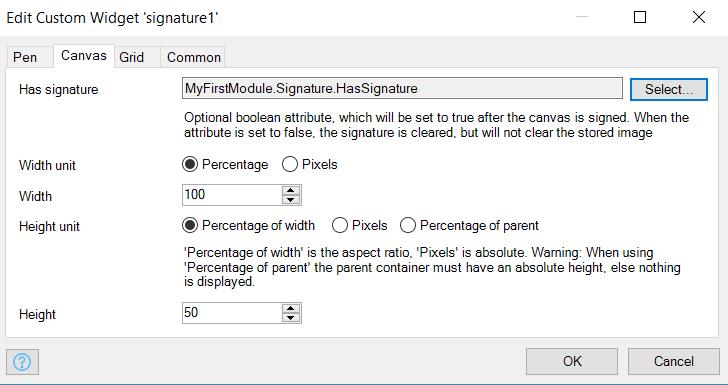 Edit Custom Widget 'signature1'
Pen Canvas Grid Common
Has signature MyFirstModule.Signature.HasSignature Select...
Optional boolean attribute, which will be set to true after the canvas is signed. When the
attribute is set to false, the signature is cleared, but will not clear the stored image
Width unit Percentage Pixels
Width 100
Height unit Percentage of width Pixels Percentage of parent
'Percentage of width' is the aspect ratio, 'Pixels' is absolute. Warning: When using
'Percentage of parent' the parent container must have an absolute height, else nothing
is displayed.
Height 50
? OK Cancel